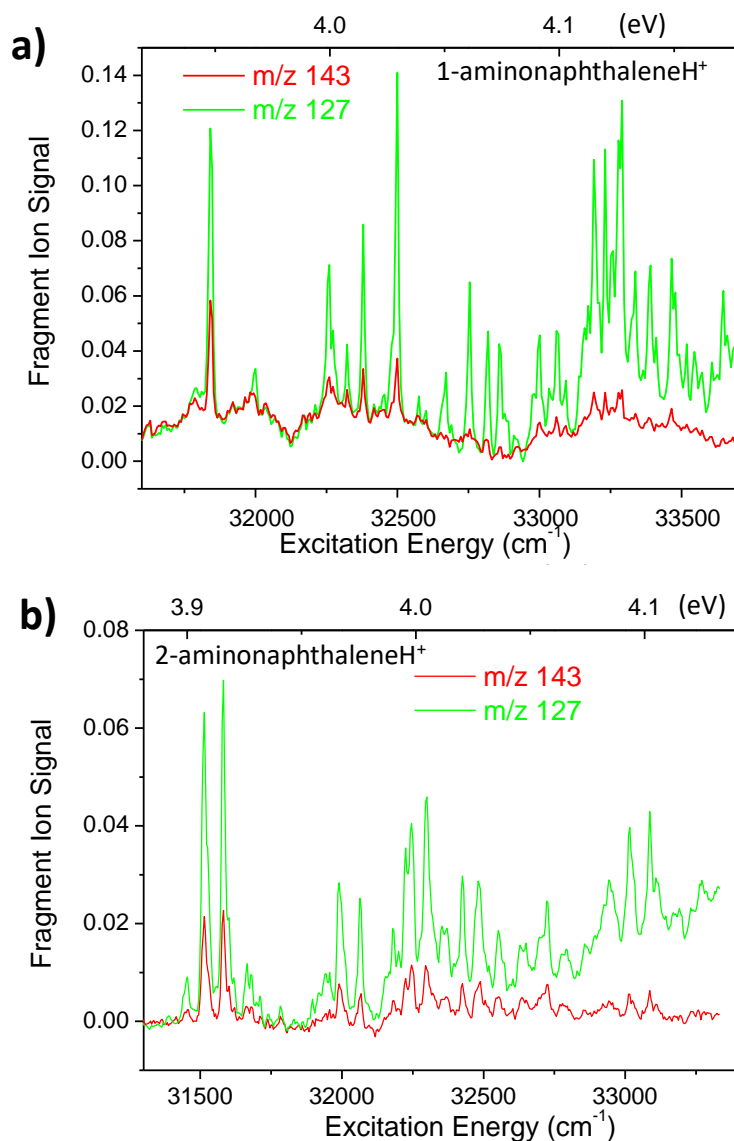 4.0 4.1 (eV)
a)
m/z 143 1-aminonaphthaleneH⁺
m/z 127
0.14
0.12
0.10
0.08
0.06
0.04
0.02
0.00
Fragment Ion Signal
32000 32500 33000 33500
Excitation Energy (cm⁻¹)
3.9 4.0 4.1 (eV)
b)
2-aminonaphthaleneH⁺
m/z 143
m/z 127
0.08
0.06
0.04
0.02
0.00
Fragment Ion Signal
31500 32000 32500 33000
Excitation Energy (cm⁻¹)